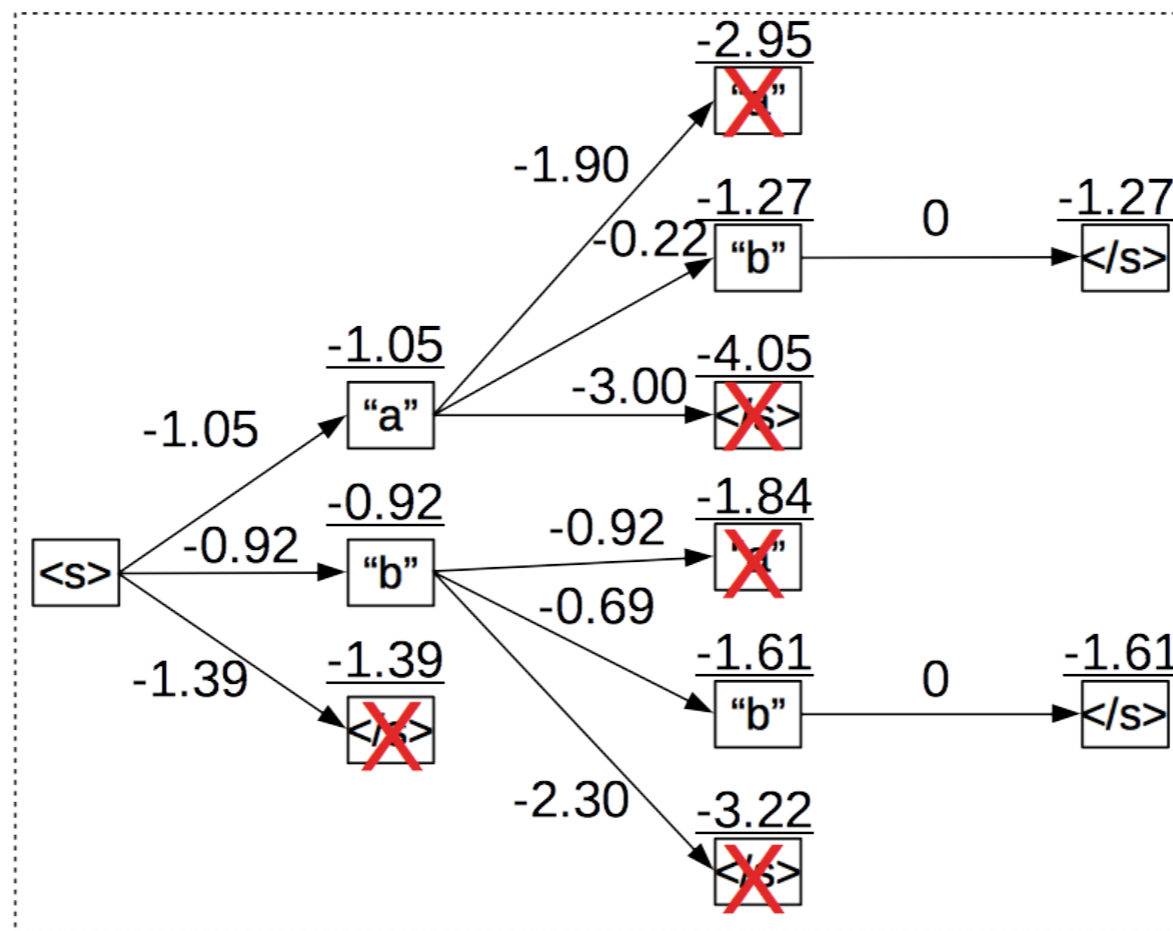 -2.95
"a"
-1.90
-1.27
-0.22
"b"
0
-1.27
</s>
-1.05
"a"
-1.05
-4.05
-3.00
</s>
-0.92
"b"
-0.92
<s>
-1.84
-0.92
"a"
-0.69
-1.39
-1.39
</s>
-1.61
"b"
0
-1.61
</s>
-2.30
-3.22
</s>